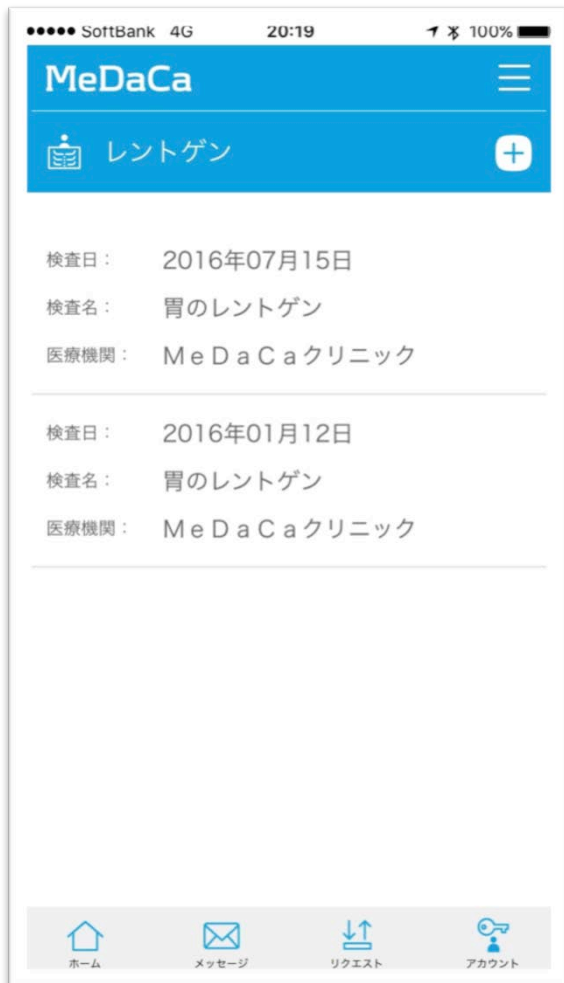 ●●●●● SoftBank 4G 20:19 100%
MeDaCa
レントゲン
検査日： 2016年07月15日
検査名： 胃のレントゲン
医療機関： ＭｅＤａＣａクリニック
検査日： 2016年01月12日
検査名： 胃のレントゲン
医療機関： ＭｅＤａＣａクリニック
ホーム メッセージ リクエスト アカウント